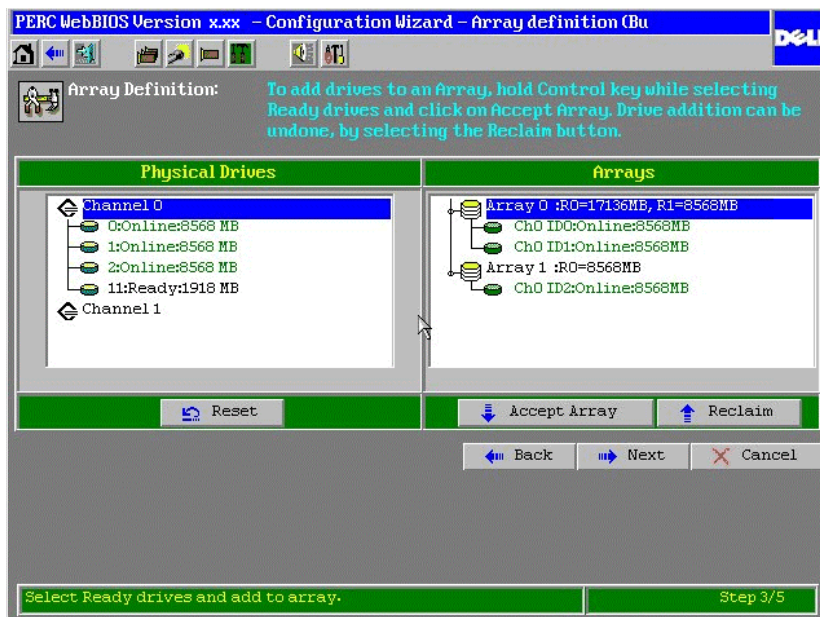 PERC WebBIOS Version x.xx - Configuration Wizard - Array definition (Bu
DELL
Array Definition:
To add drives to an Array, hold Control key while selecting
Ready drives and click on Accept Array. Drive addition can be
undone, by selecting the Reclaim button.
Physical Drives
Channel 0
0:Online:8568 MB
1:Online:8568 MB
2:Online:8568 MB
11:Ready:1918 MB
Channel 1
Arrays
Array 0 :R0=17136MB, R1=8568MB
Ch0 ID0:Online:8568MB
Ch0 ID1:Online:8568MB
Array 1 :R0=8568MB
Ch0 ID2:Online:8568MB
Reset
Accept Array
Reclaim
Back
Next
Cancel
Select Ready drives and add to array.
Step 3/5